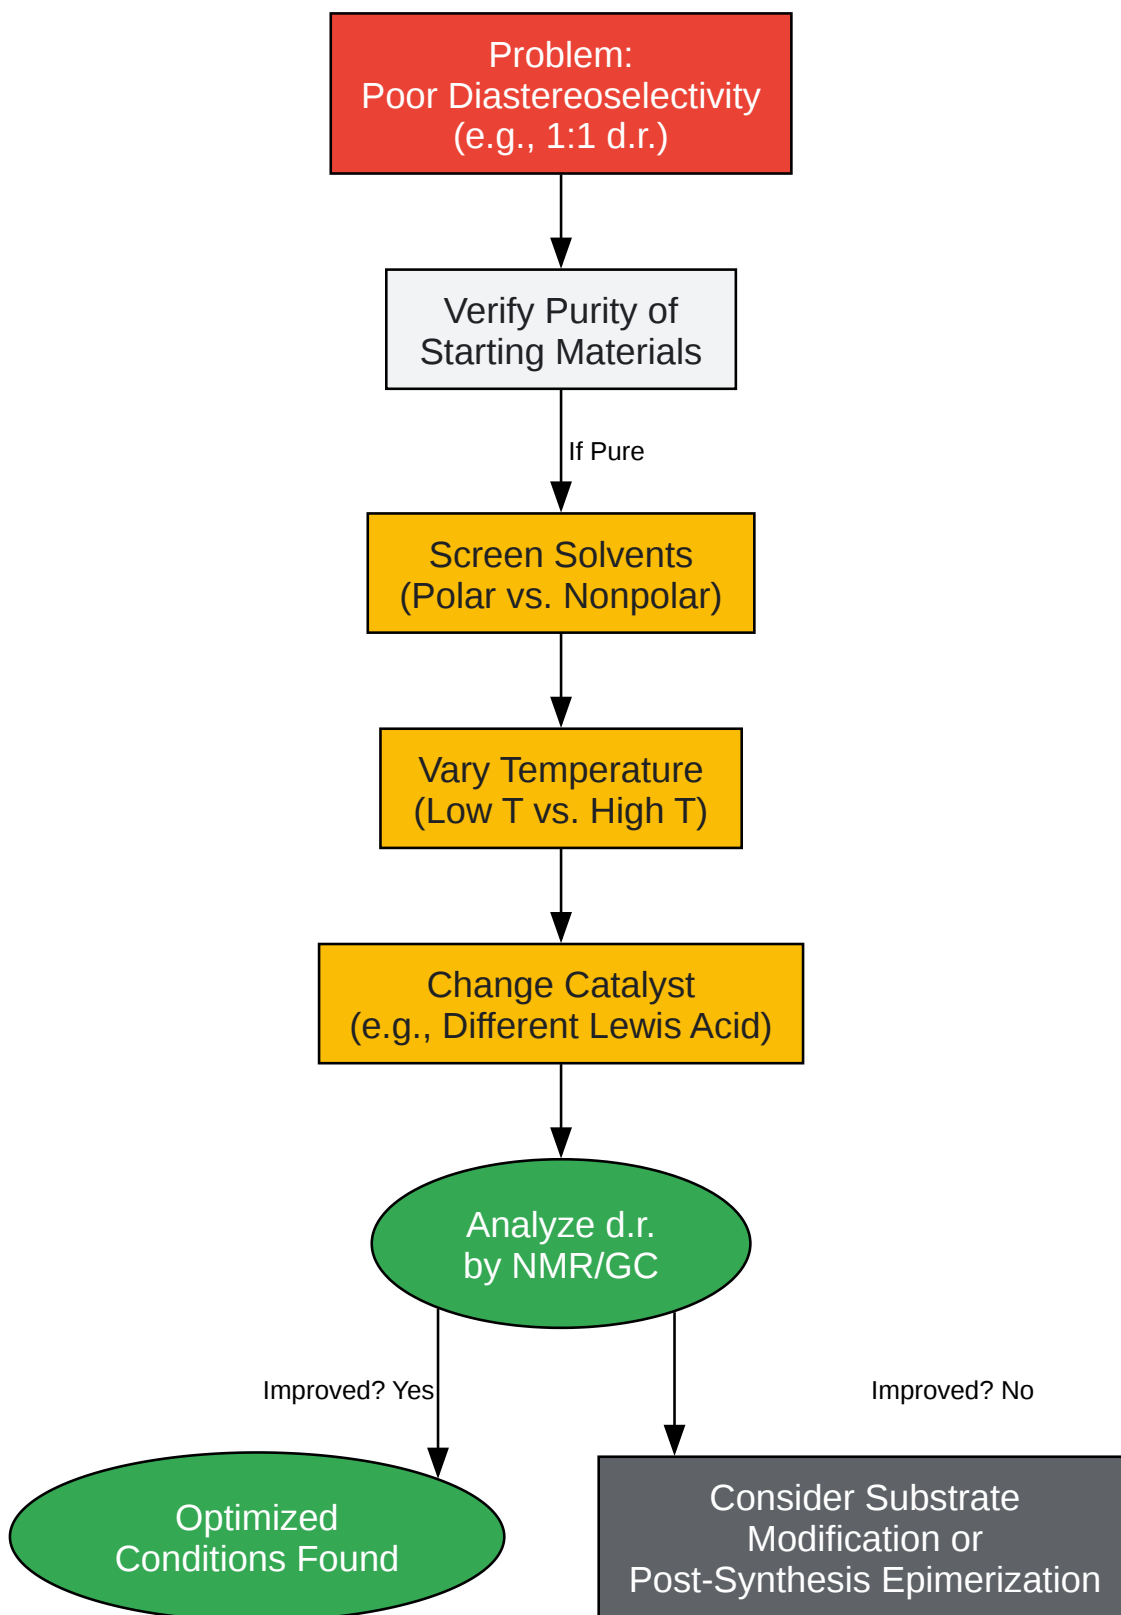 Problem:
Poor Diastereoselectivity
(e.g., 1:1 d.r.)
Verify Purity of
Starting Materials
If Pure
Screen Solvents
(Polar vs. Nonpolar)
Vary Temperature
(Low T vs. High T)
Change Catalyst
(e.g., Different Lewis Acid)
Analyze d.r.
by NMR/GC
Improved? Yes
Improved? No
Optimized
Conditions Found
Consider Substrate
Modification or
Post-Synthesis Epimerization